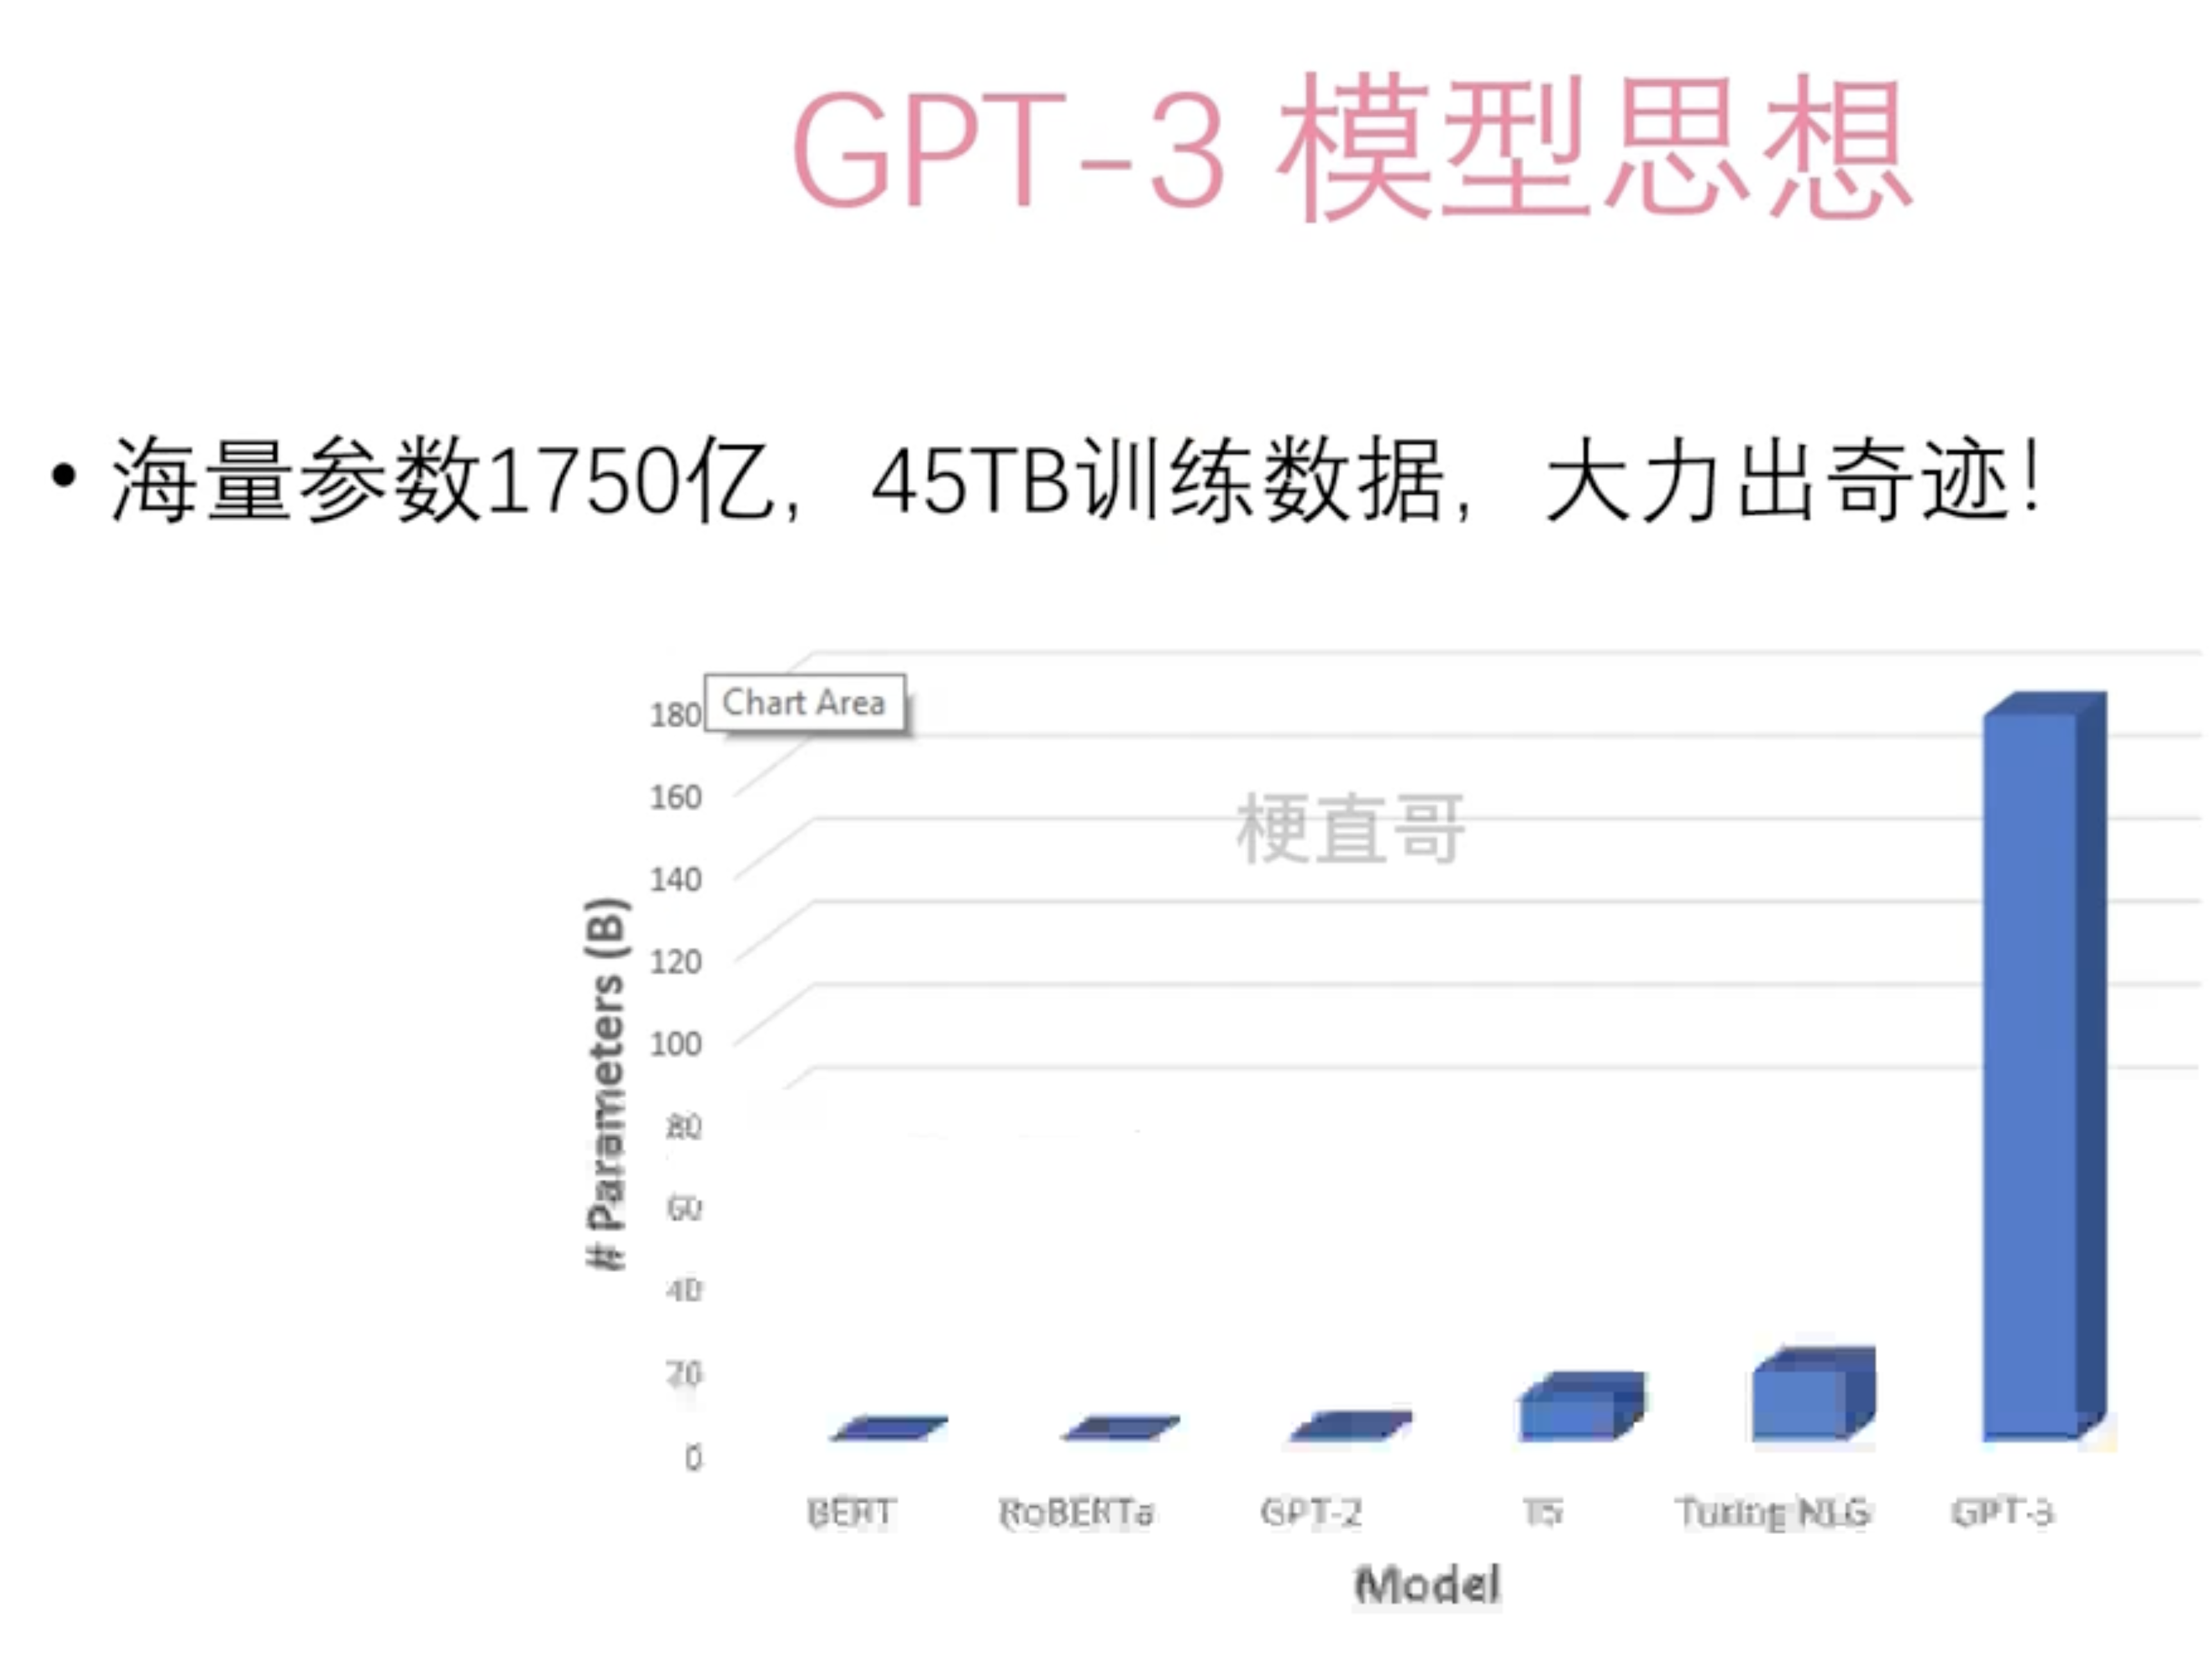 GPT-3 模型思想
• 海量参数1750亿，45TB训练数据，大力出奇迹！
Chart Area
180
160
梗直哥
140
120
100
80
60
40
20
0
# Parameters (B)
BERT RoBERTa GPT-2 T5 Turing NLG GPT-3
Model